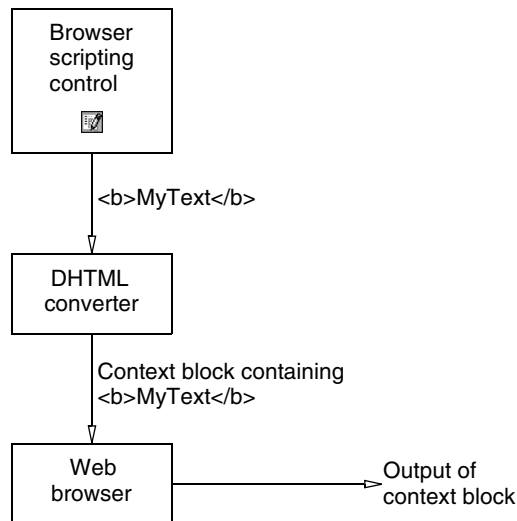 Browser
scripting
control
<b>MyText</b>
DHTML
converter
Context block containing
<b>MyText</b>
Web
browser
Output of
context block